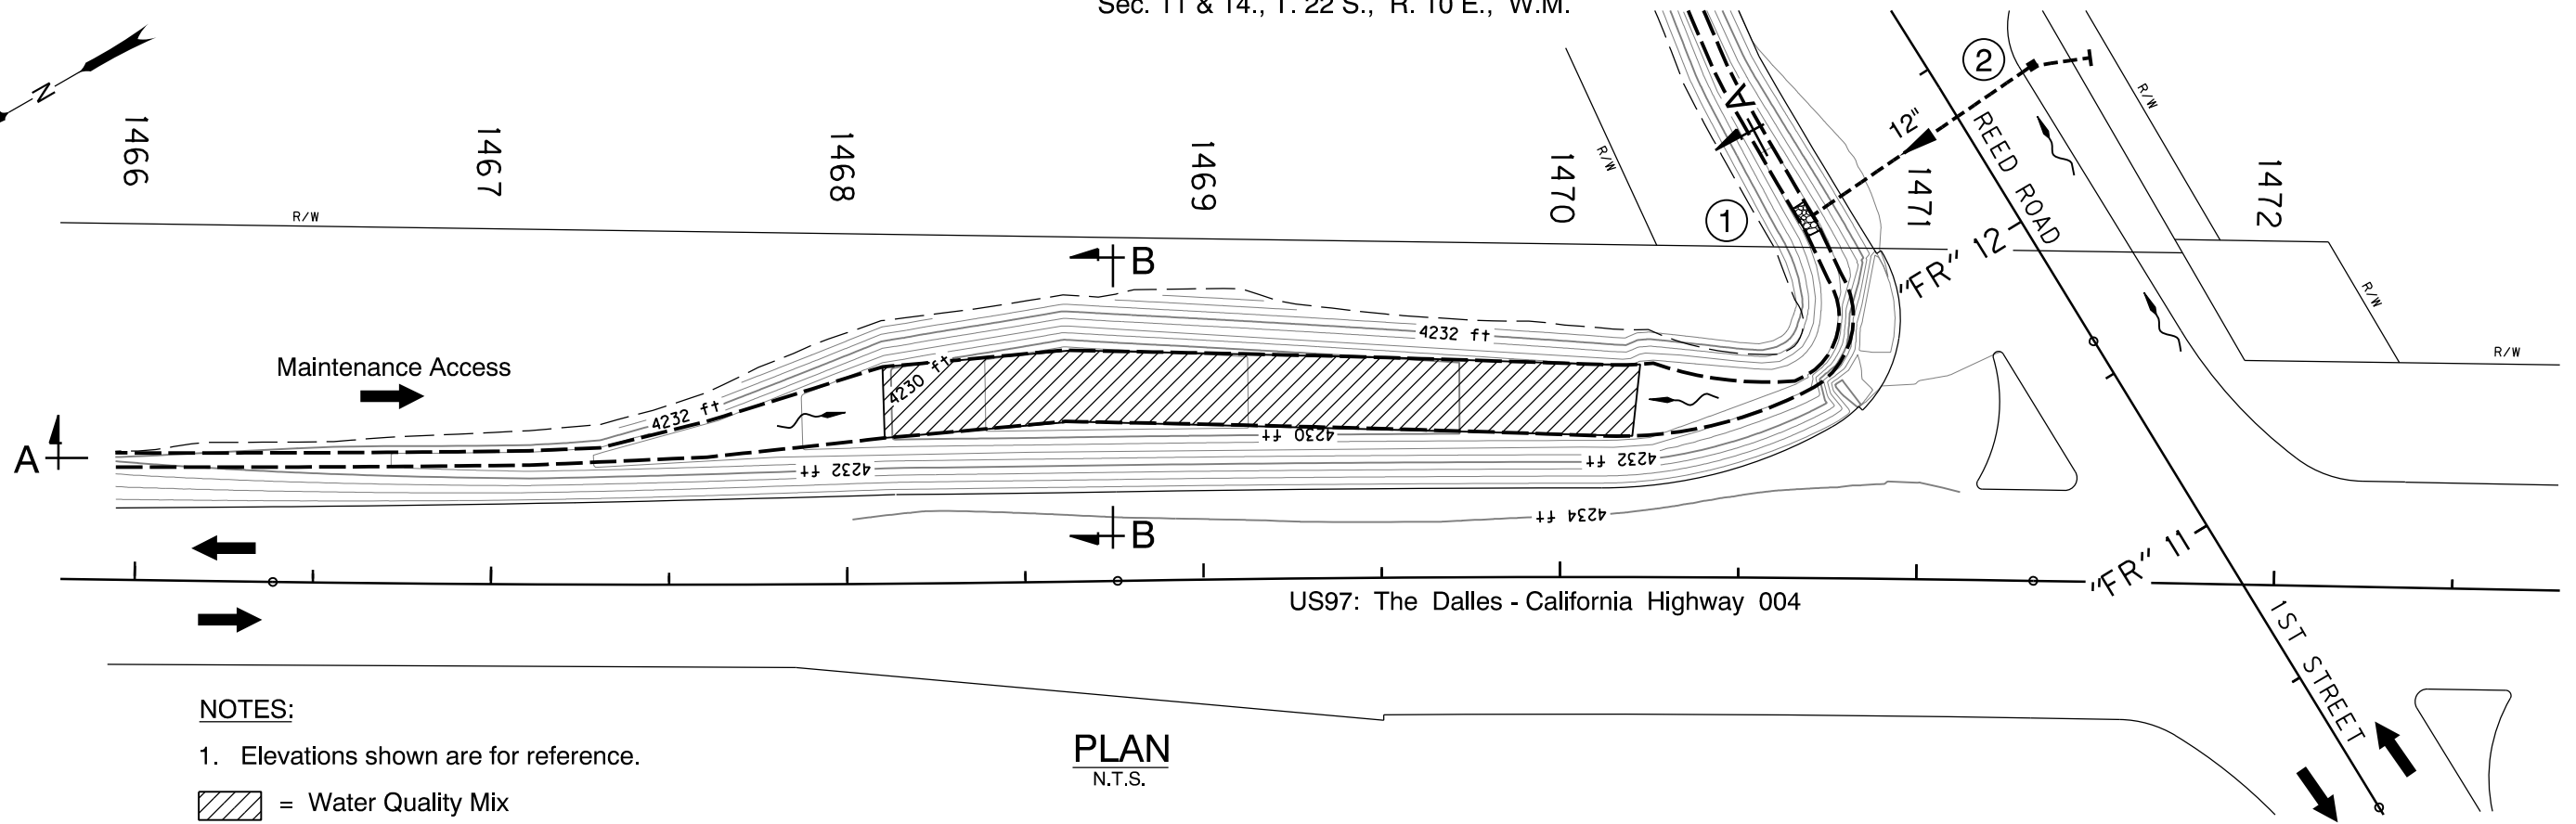 Sec. 11 & 14., T. 22 S., R. 10 E., W.M.
N
1466
1467
1468
1469
1470
1471
1472
R/W
R/W
R/W
R/W
R/W
2
12"
1
A
REED ROAD
"FR" 12
B
4232 ft
Maintenance Access
4230 ft
4232 ft
A
4230 ft
4232 ft
4232 ft
4234 ft
B
"FR" 11
US97: The Dalles - California Highway 004
1ST STREET
NOTES:
1. Elevations shown are for reference.
= Water Quality Mix
PLAN
N.T.S.